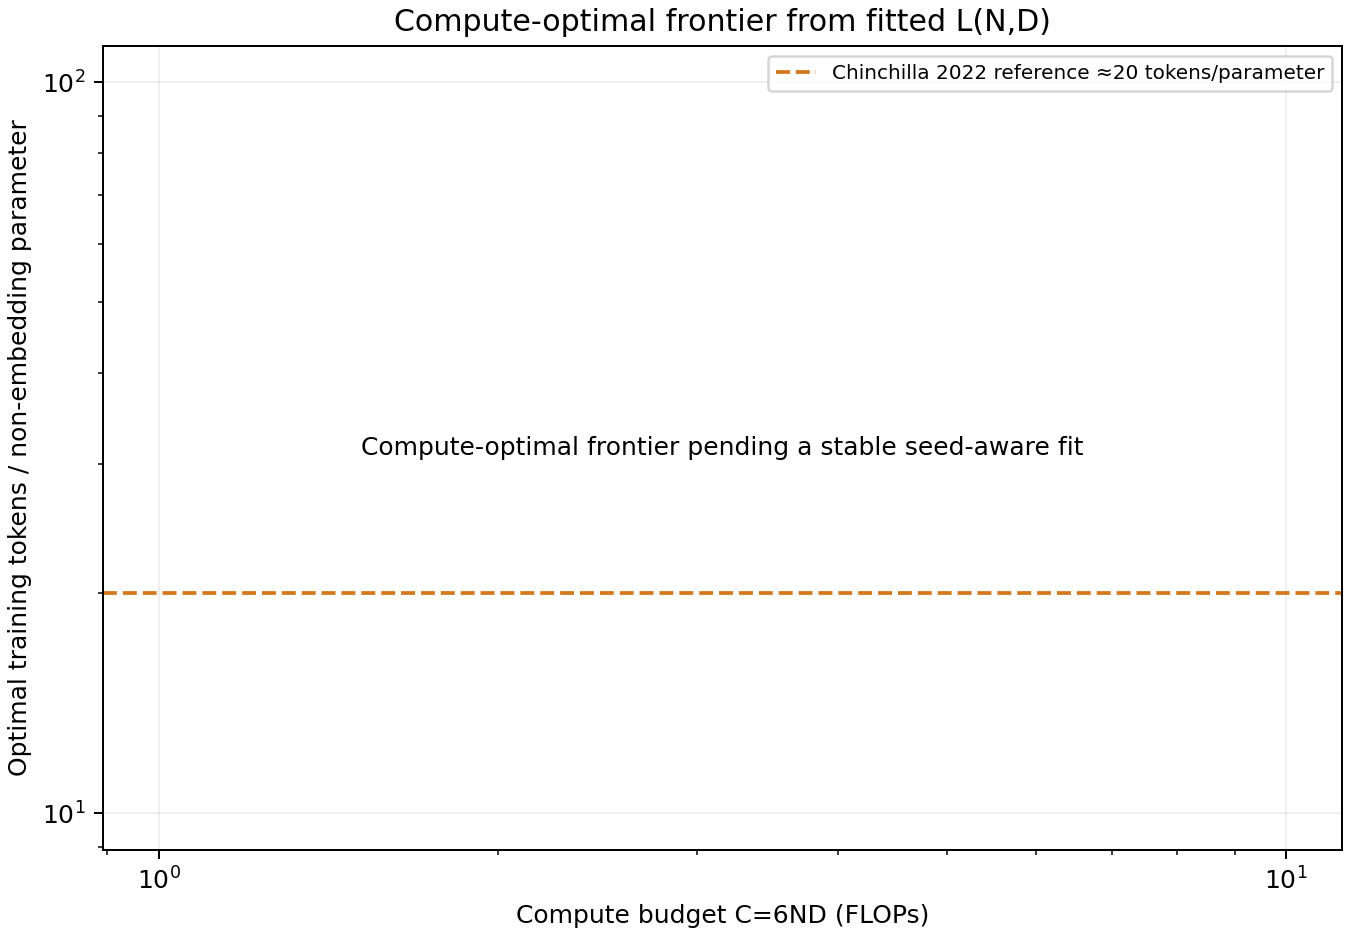 Compute-optimal frontier from fitted L(N,D)
Chinchilla 2022 reference ≈20 tokens/parameter
10²
Optimal training tokens / non-embedding parameter
Compute-optimal frontier pending a stable seed-aware fit
10¹
10⁰
10¹
Compute budget C=6ND (FLOPs)